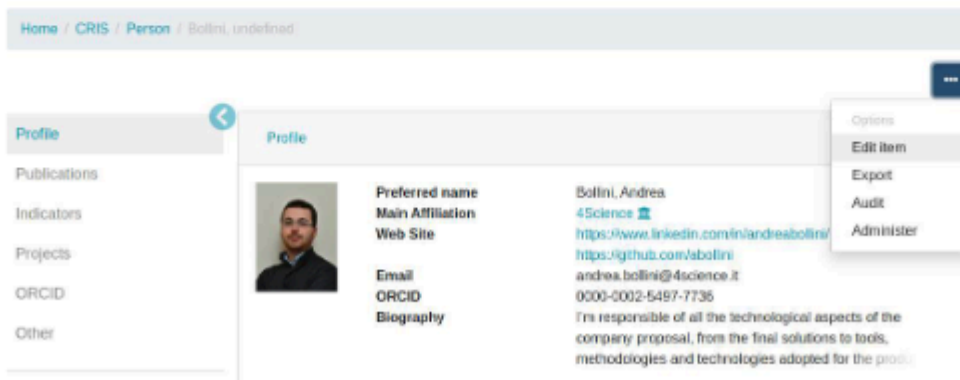 Home / CRIS / Person / Bollini, undefined
Options
Edit item
Export
Audit
Administer
Profile
Publications
Indicators
Projects
ORCID
Other
Profile
Preferred name Bollini, Andrea
Main Affiliation 4Science
Web Site https://www.linkedin.com/in/andreabollini/
https://github.com/abollini
Email andrea.bollini@4science.it
ORCID 0000-0002-5497-7736
Biography I'm responsible of all the technological aspects of the
company proposal, from the final solutions to tools,
methodologies and technologies adopted for the